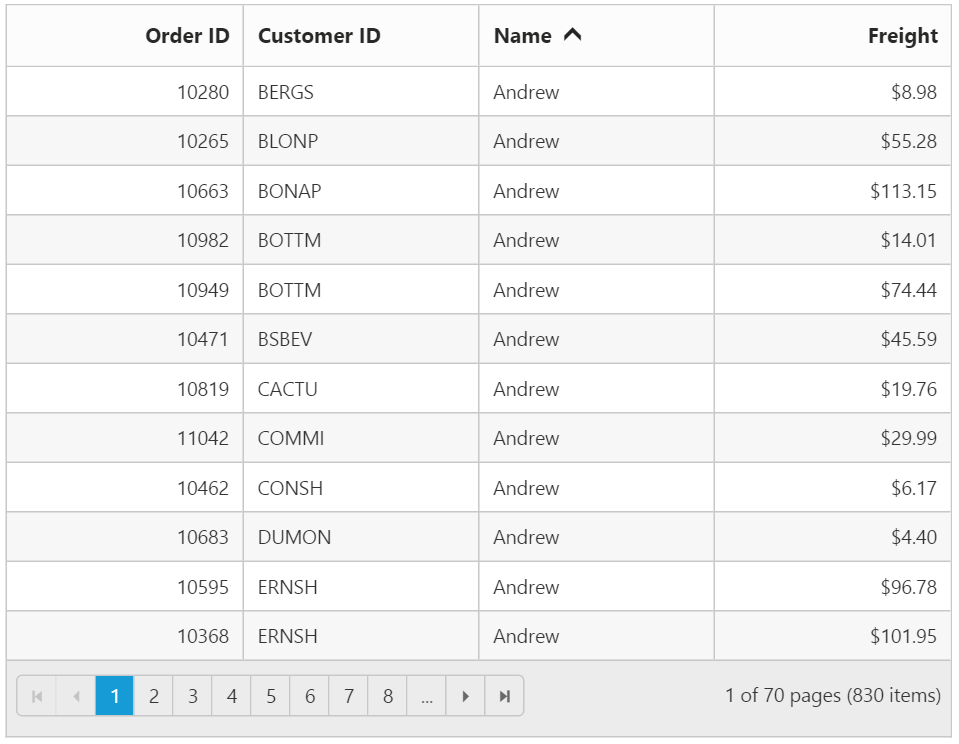 Order ID Customer ID Name Freight
10280 BERGS Andrew $8.98
10265 BLONP Andrew $55.28
10663 BONAP Andrew $113.15
10982 BOTTM Andrew $14.01
10949 BOTTM Andrew $74.44
10471 BSBEV Andrew $45.59
10819 CACTU Andrew $19.76
11042 COMMI Andrew $29.99
10462 CONSH Andrew $6.17
10683 DUMON Andrew $4.40
10595 ERNSH Andrew $96.78
10368 ERNSH Andrew $101.95
1 2 3 4 5 6 7 8 ... 1 of 70 pages (830 items)